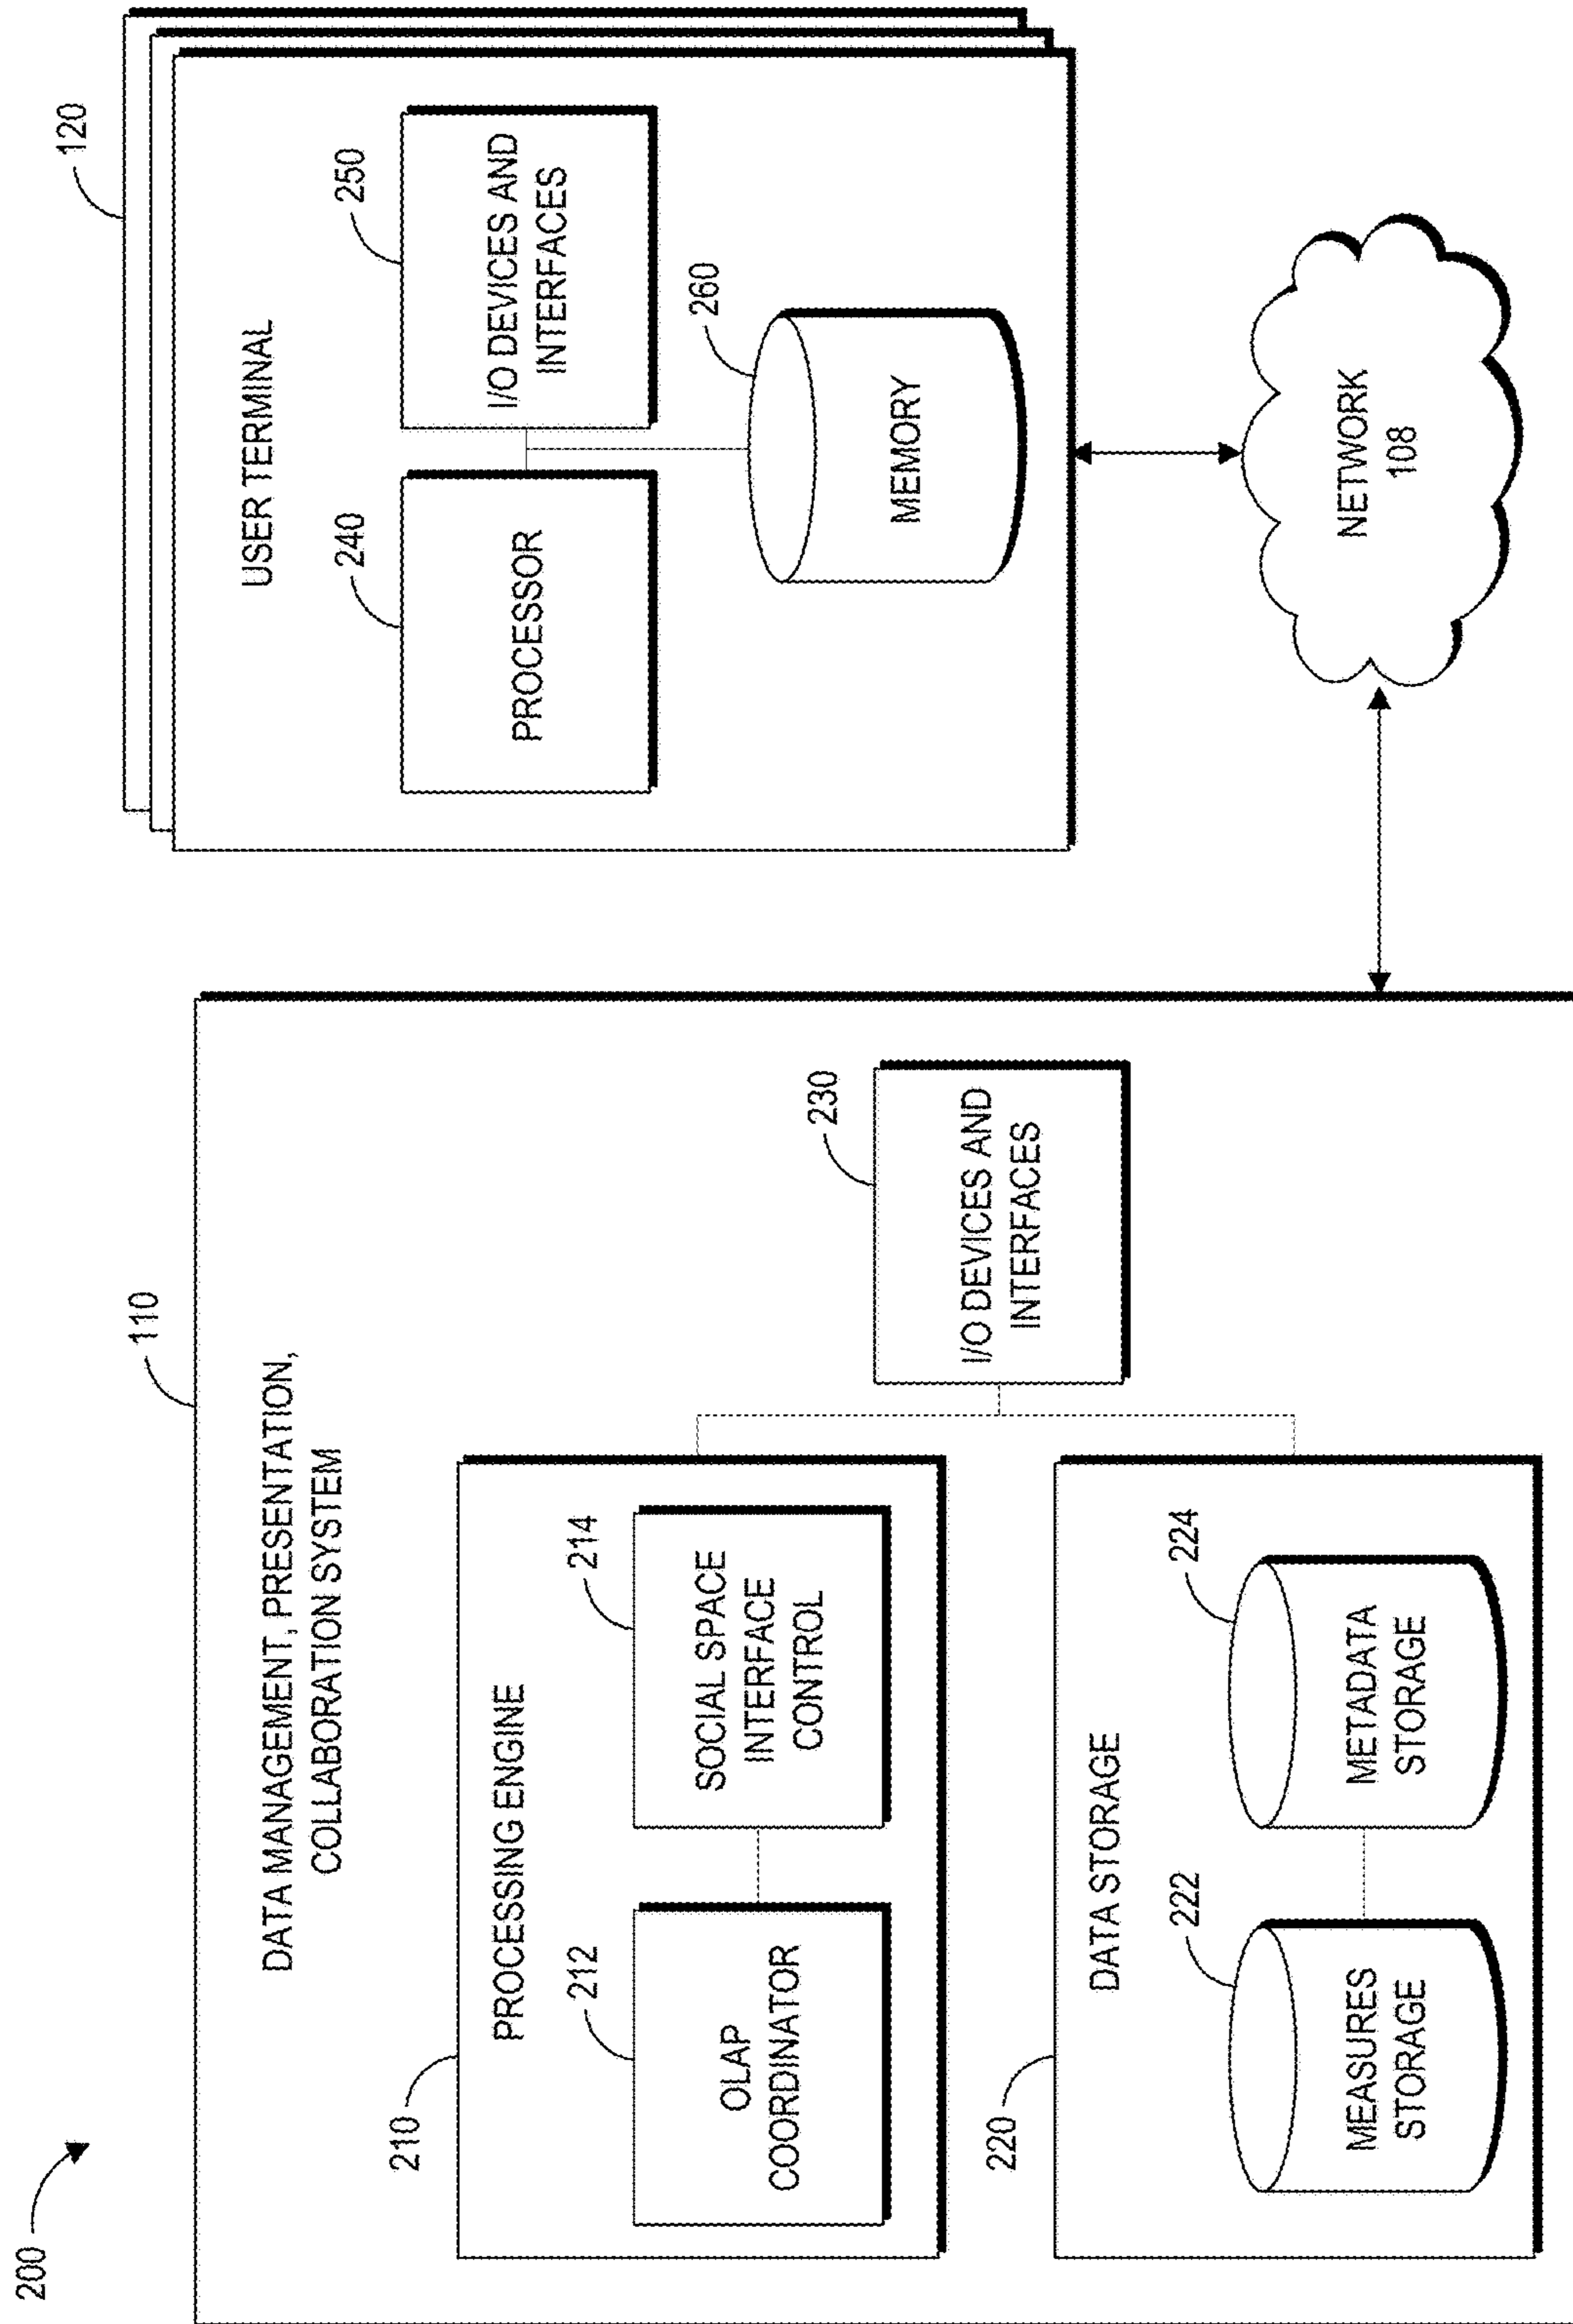 200
110
DATA MANAGEMENT, PRESENTATION,
COLLABORATION SYSTEM
210
PROCESSING ENGINE
212
OLAP
COORDINATOR
214
SOCIAL SPACE
INTERFACE
CONTROL
220
DATA STORAGE
222
MEASURES
STORAGE
224
METADATA
STORAGE
230
I/O DEVICES AND
INTERFACES
120
USER TERMINAL
240
PROCESSOR
250
I/O DEVICES AND
INTERFACES
260
MEMORY
NETWORK
108